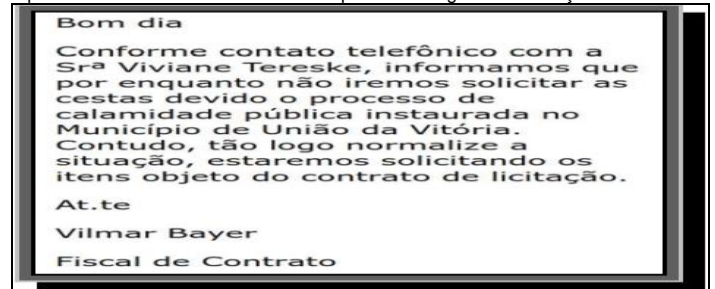 Bom dia
Conforme contato telefônico com a
Srª Viviane Tereske, informamos que
por enquanto não iremos solicitar as
cestas devido o processo de
calamidade pública instaurada no
Município de União da Vitória.
Contudo, tão logo normalize a
situação, estaremos solicitando os
itens objeto do contrato de licitação.
At.te
Vilmar Bayer
Fiscal de Contrato